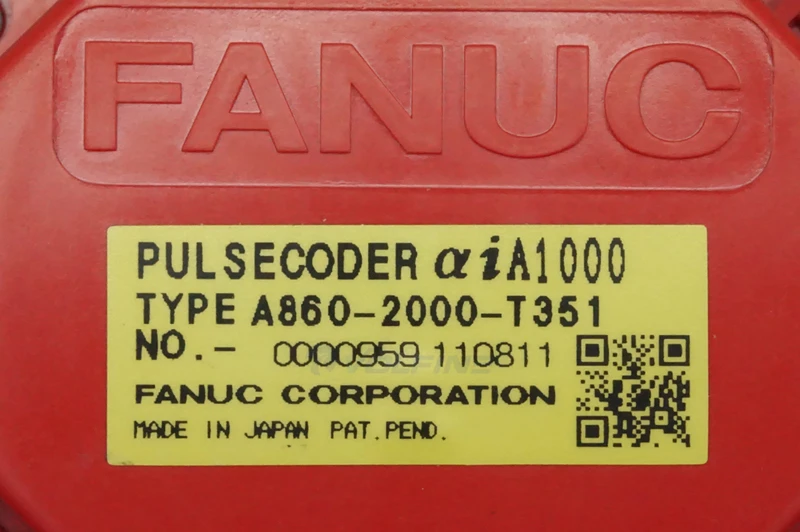 FANUC
PULSECODER αiA1000
TYPE A860-2000-T351
NO.- 0000959 110811
FANUC CORPORATION
MADE IN JAPAN PAT.PEND.